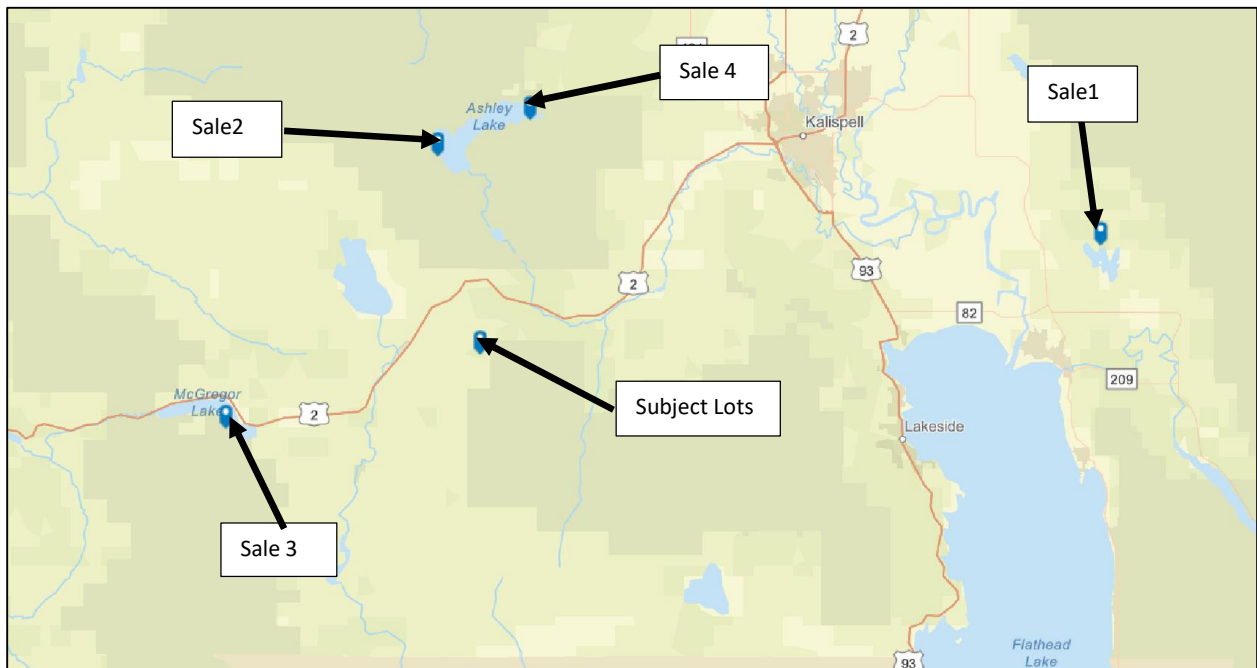 2
Sale 4
Sale1
Ashley
Lake
Sale2
Kalispell
2
93
82
McGregor
Lake
2
209
Subject Lots
Lakeside
Sale 3
Flathead
Lake
93